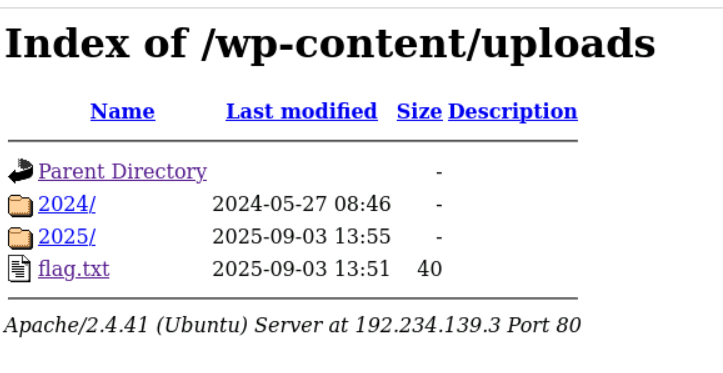 Index of /wp-content/uploads
Name Last modified Size Description
Parent Directory -
2024/ 2024-05-27 08:46 -
2025/ 2025-09-03 13:55 -
flag.txt 2025-09-03 13:51 40
Apache/2.4.41 (Ubuntu) Server at 192.234.139.3 Port 80